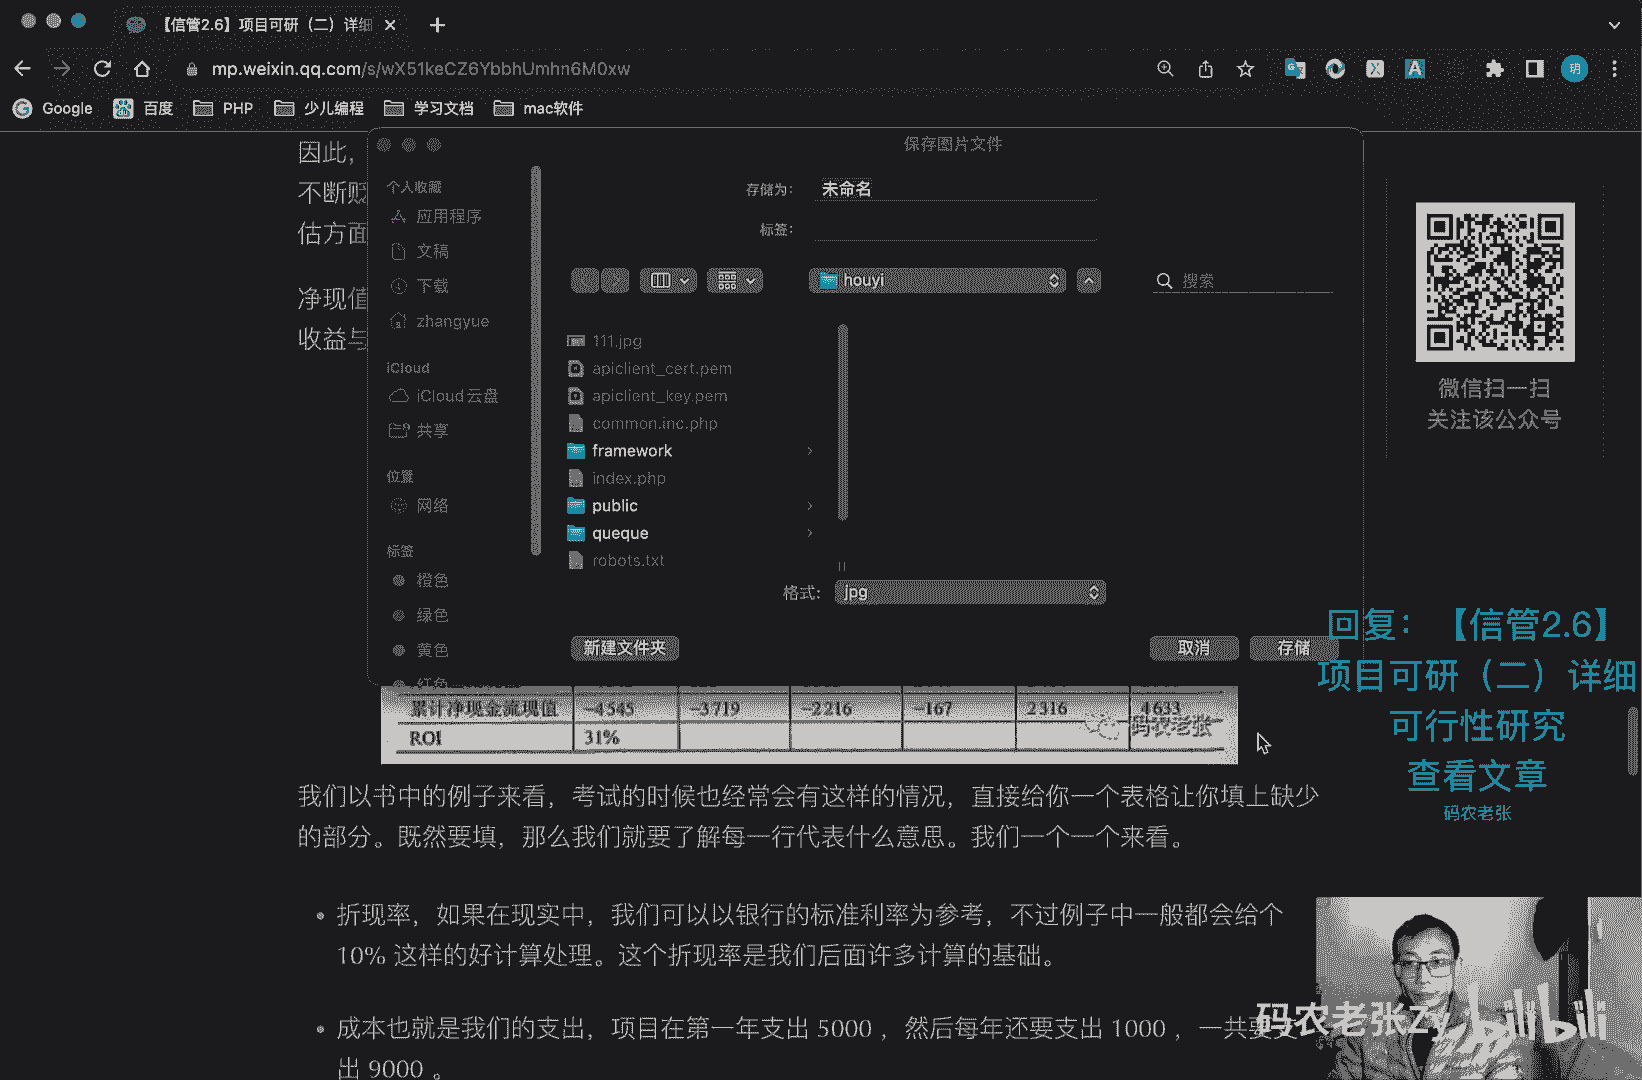 【信管2.6】项目可研（二）详细
mp.weixin.qq.com/s/wX51keCZ6YbbhUmhn6M0xw
Google 百度 PHP 少儿编程 学习文档 mac软件
因此，
不断贬
估方面
净现值
收益与
保存图片文件
存储为： 未命名
标签：
houyi
搜索
个人收藏
应用程序
文稿
下载
zhangyue
iCloud
iCloud云盘
共享
位置
网络
标签
橙色
绿色
黄色
红色
111.jpg
apiclient_cert.pem
apiclient_key.pem
common.inc.php
framework
index.php
public
queque
robots.txt
格式： jpg
新建文件夹 取消 存储
微信扫一扫
关注该公众号
累计净现金流现值 -4545 -3719 -2216 -167 2316 4633
ROI 31%
码农老张
我们以书中的例子来看，考试的时候也经常会有这样的情况，直接给你一个表格让你填上缺少
的部分。既然要填，那么我们就要了解每一行代表什么意思。我们一个一个来看。
• 折现率，如果在现实中，我们可以以银行的标准利率为参考，不过例子中一般都会给个
10% 这样的好计算处理。这个折现率是我们后面许多计算的基础。
• 成本也就是我们的支出，项目在第一年支出 5000 ，然后每年还要支出 1000 ，一共要支
出 9000 。
回复：【信管2.6】
项目可研（二）详细
可行性研究
查看文章
码农老张
码农老张Zy
bilibili